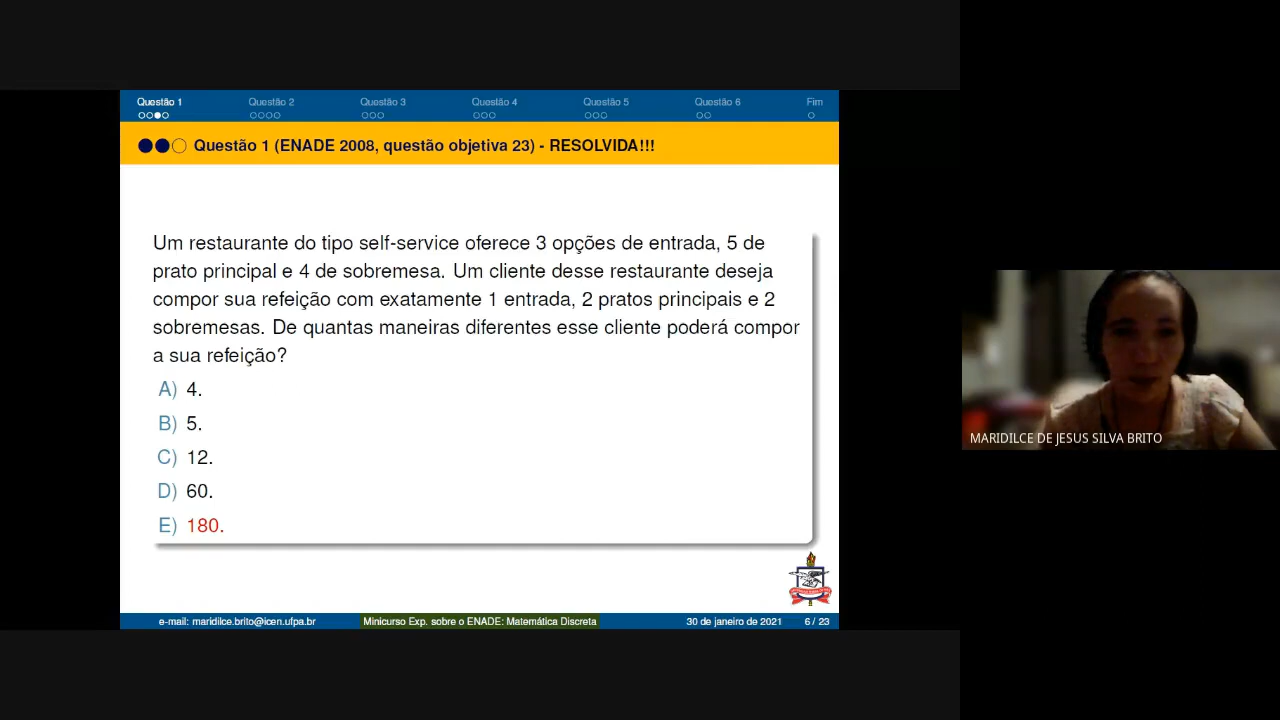 Questão 1 Questão 2 Questão 3 Questão 4 Questão 5 Questão 6 Fim
Questão 1 (ENADE 2008, questão objetiva 23) - RESOLVIDA!!!
Um restaurante do tipo self-service oferece 3 opções de entrada, 5 de
prato principal e 4 de sobremesa. Um cliente desse restaurante deseja
compor sua refeição com exatamente 1 entrada, 2 pratos principais e 2
sobremesas. De quantas maneiras diferentes esse cliente poderá compor
a sua refeição?
A) 4.
B) 5.
C) 12.
D) 60.
E) 180.
e-mail: maridilce.brito@icen.ufpa.br Minicurso Exp. sobre o ENADE: Matemática Discreta 30 de janeiro de 2021 6 / 23
MARIDILCE DE JESUS SILVA BRITO